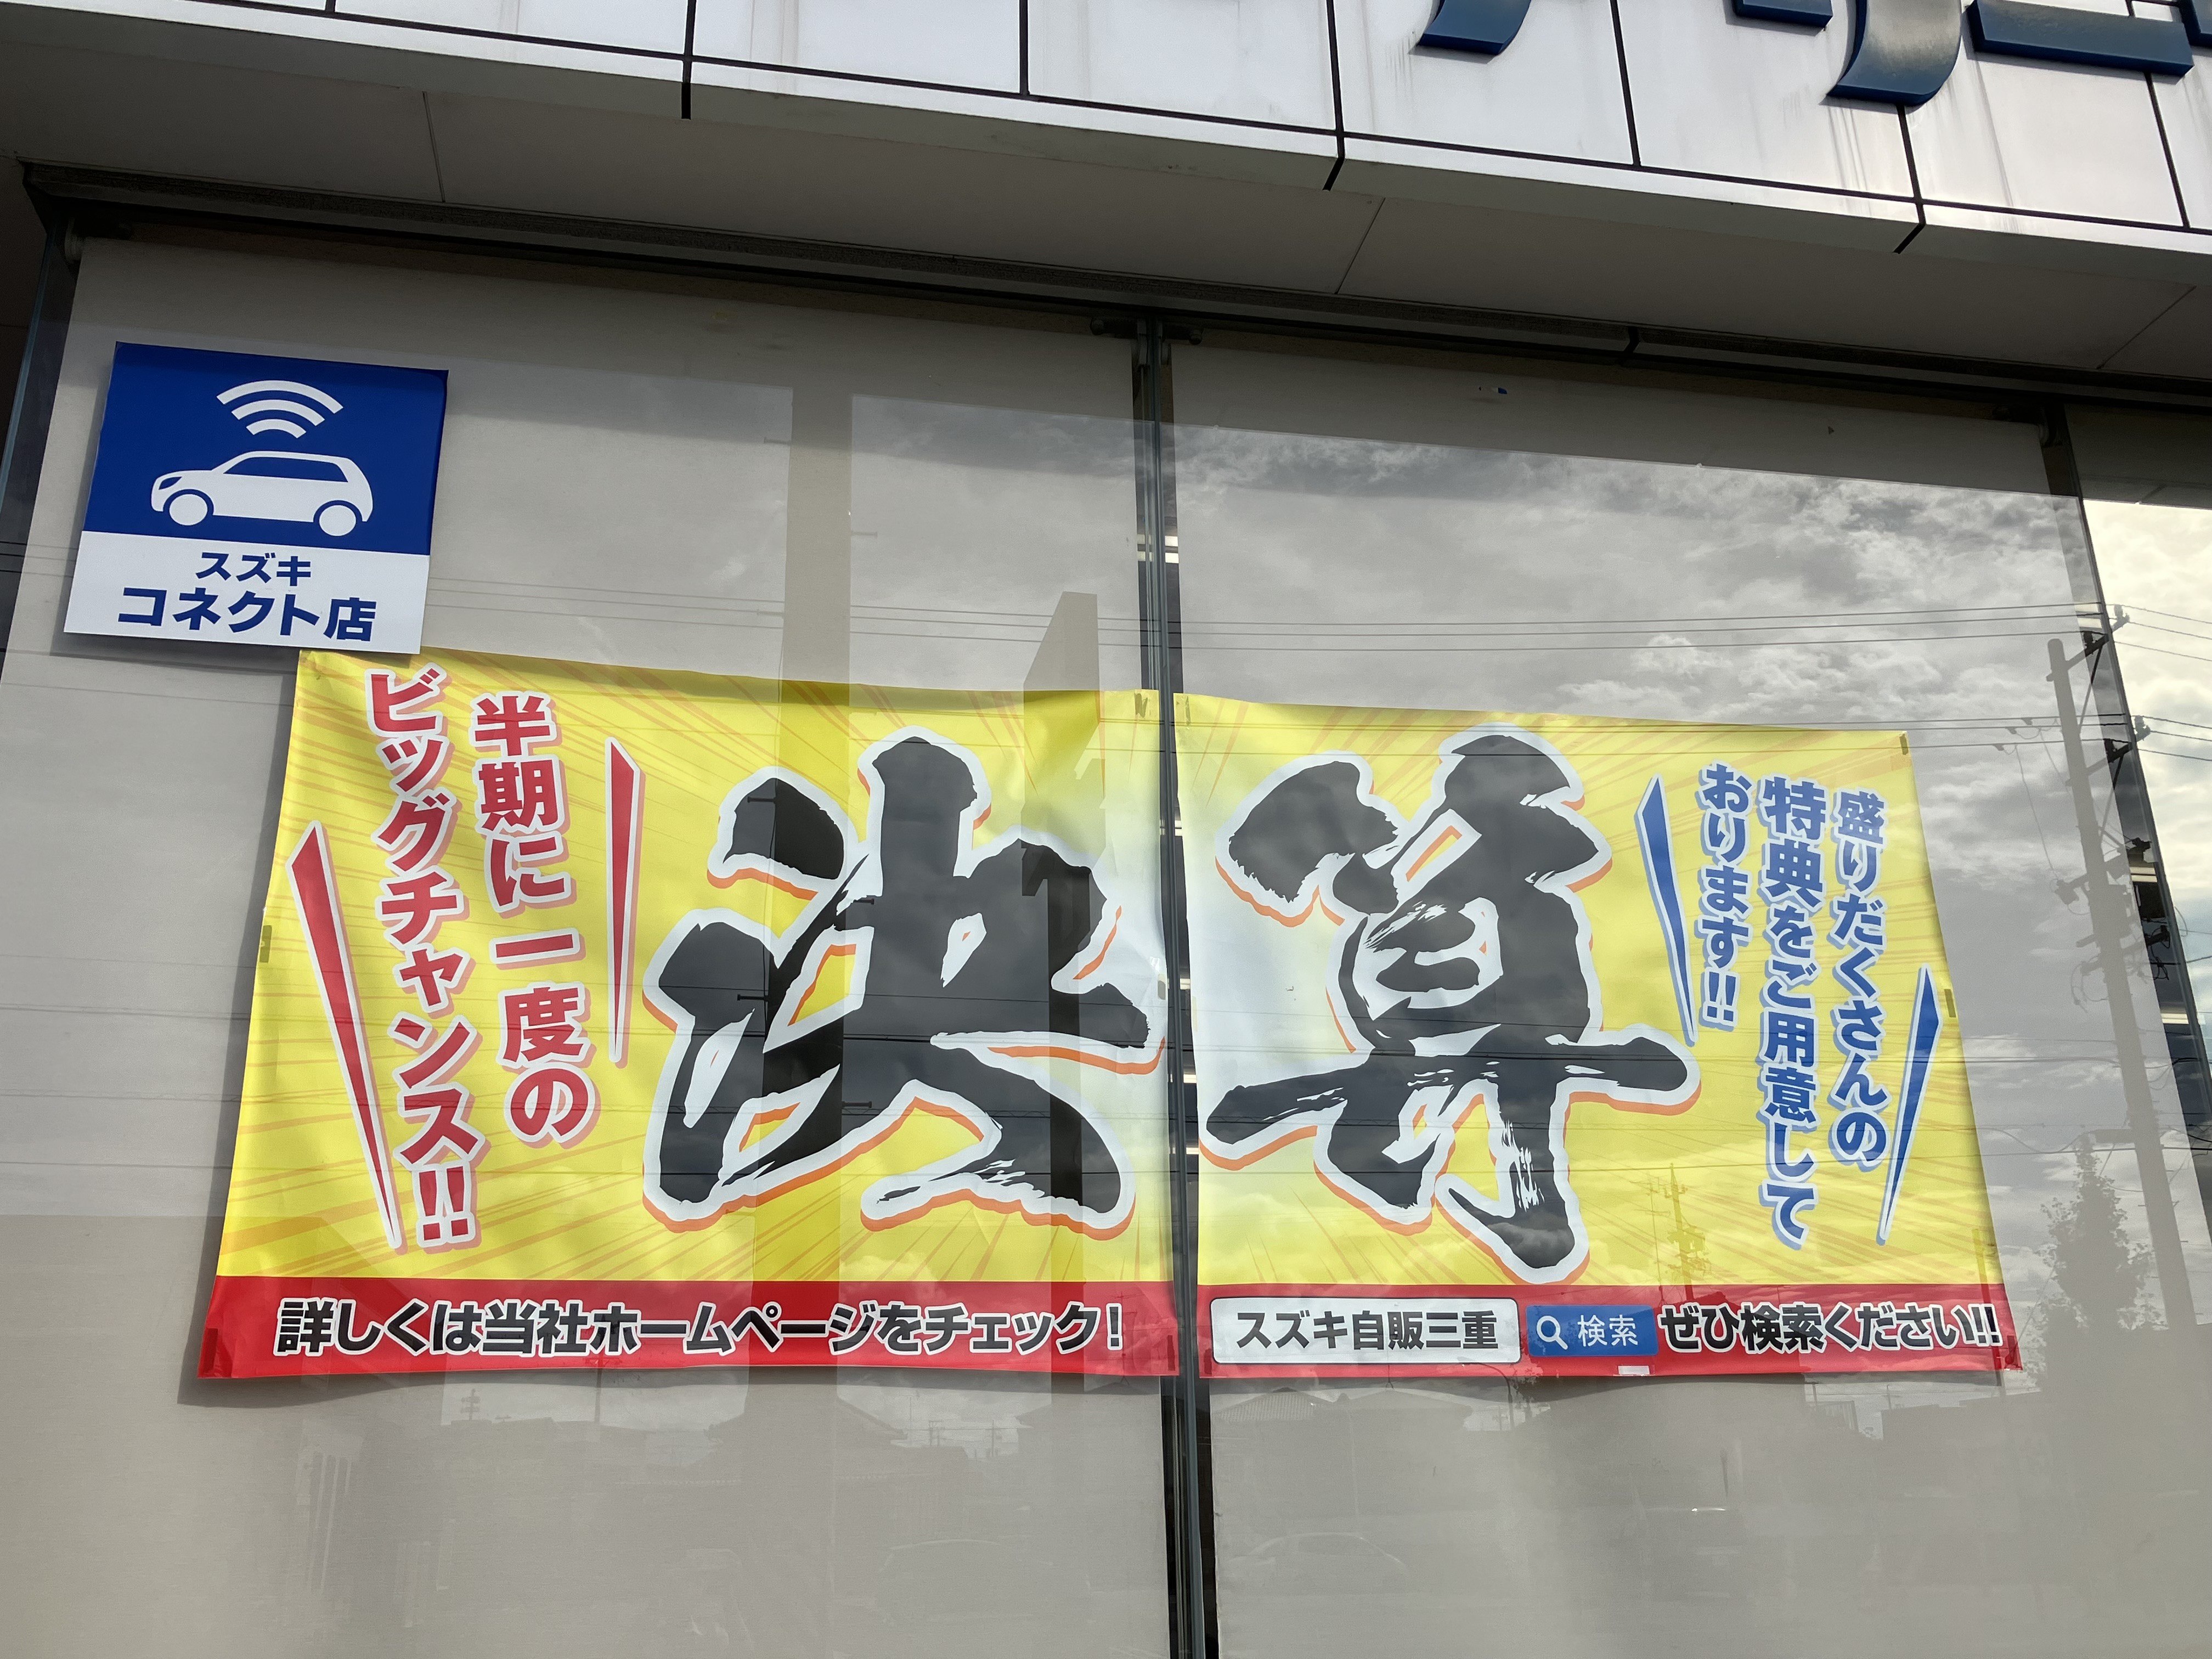 スズキ
コネクト店
半期に一度の
ビッグチャンス!!
決算
盛りだくさんの
特典をご用意して
おります!!
詳しくは当社ホームページをチェック!
スズキ自販三重 検索 ぜひ検索ください!!